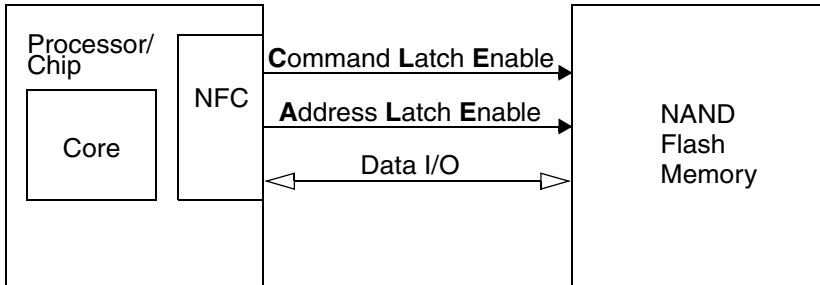 Processor/
Chip
Core
NFC
Command Latch Enable
Address Latch Enable
Data I/O
NAND
Flash
Memory